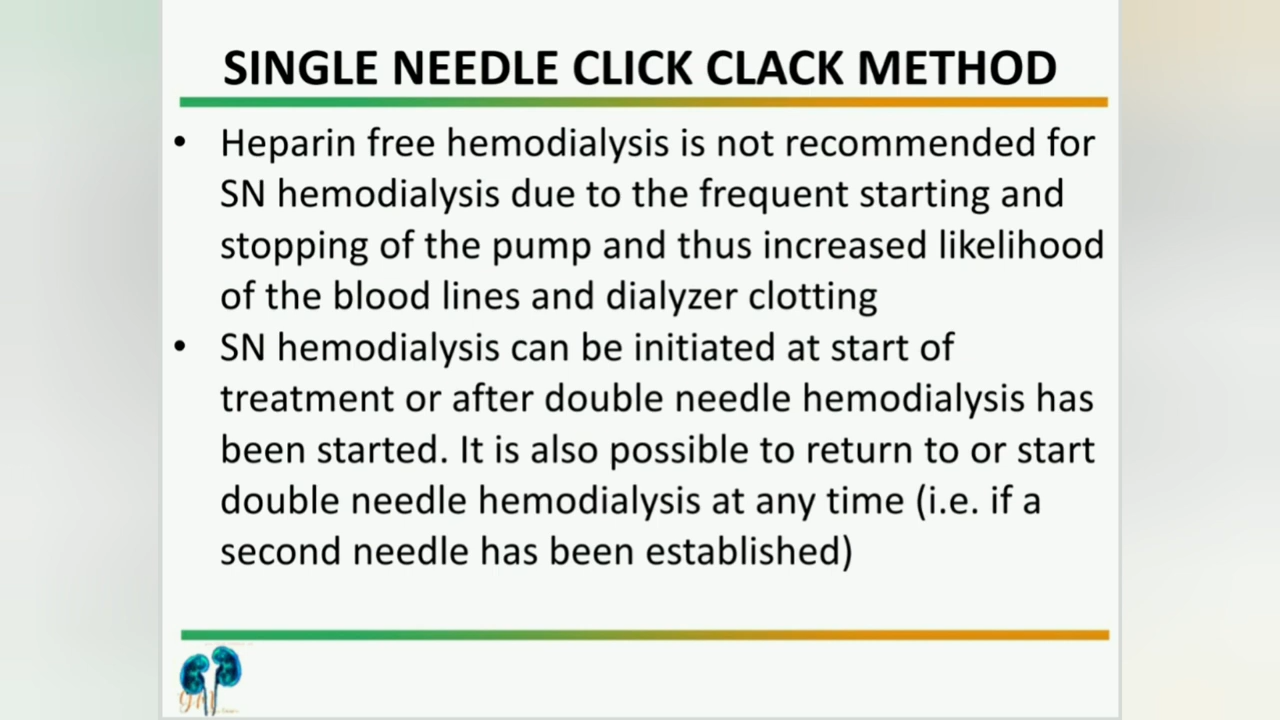 SINGLE NEEDLE CLICK CLACK METHOD
• Heparin free hemodialysis is not recommended for
SN hemodialysis due to the frequent starting and
stopping of the pump and thus increased likelihood
of the blood lines and dialyzer clotting
• SN hemodialysis can be initiated at start of
treatment or after double needle hemodialysis has
been started. It is also possible to return to or start
double needle hemodialysis at any time (i.e. if a
second needle has been established)